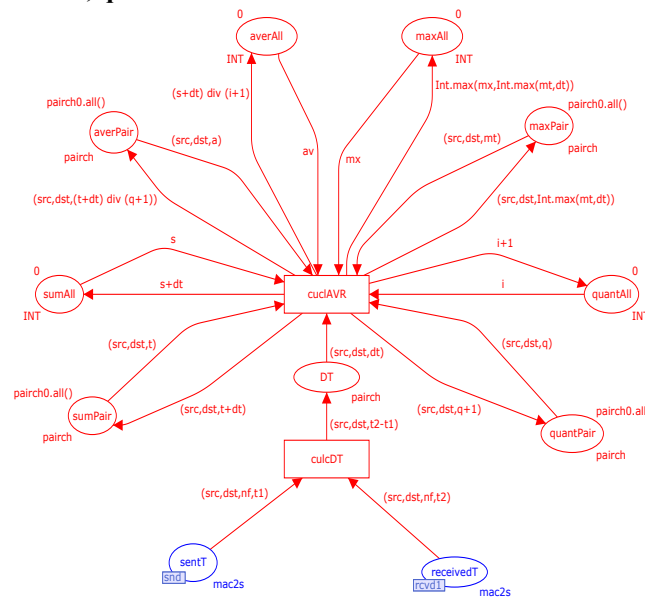 0
averAll
INT
0
maxAll
INT
(s+dt) div (i+1)
av
mx
Int.max(mx,Int.max(mt,dt))
pairch0.all()
averPair
pairch
(src,dst,a)
(src,dst,(t+dt) div (q+1))
pairch0.all()
maxPair
pairch
(src,dst,mt)
(src,dst,Int.max(mt,dt))
0
sumAll
INT
s
s+dt
cuclAVR
i+1
i
0
quantAll
INT
(src,dst,t)
(src,dst,dt)
(src,dst,q)
pairch0.all()
sumPair
pairch
(src,dst,t+dt)
DT
pairch
(src,dst,q+1)
pairch0.all
quantPair
pairch
(src,dst,t2-t1)
culcDT
(src,dst,nf,t1)
(src,dst,nf,t2)
sentT
snd
mac2s
receivedT
rcvd1
mac2s